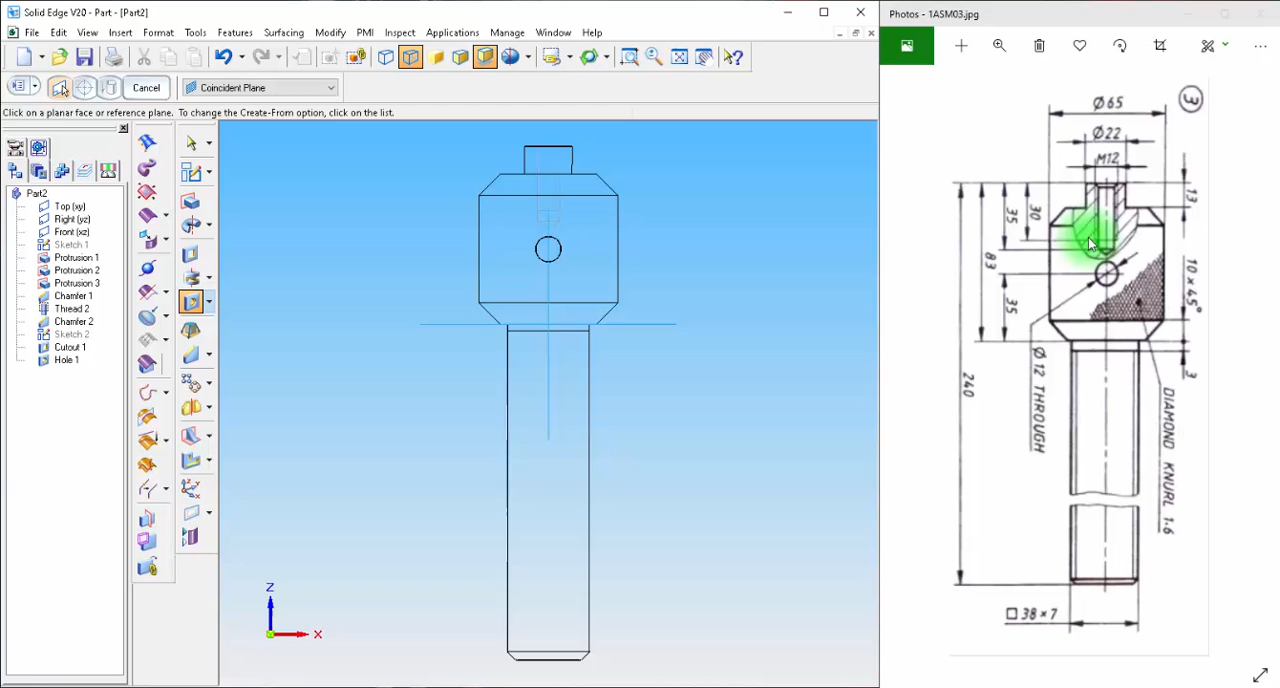 Solid Edge V20 - Part - [Part2]
File Edit View Insert Format Tools Features Surfacing Modify PMI Inspect Applications Manage Window Help
Cancel Coincident Plane
Click on a planar face or reference plane. To change the Create-From option, click on the list.
Part2
Top (xy)
Right (yz)
Front (xz)
Sketch 1
Protrusion 1
Protrusion 2
Protrusion 3
Chamfer 1
Thread 2
Chamfer 2
Sketch 2
Cutout 1
Hole 1
Z
X
Photos - 1ASM03.jpg
Ø65
3
Ø22
M12
13
30
35
83
35
10×45°
3
240
Ø12 THROUGH
DIAMOND KNURL 1.6
□38×7